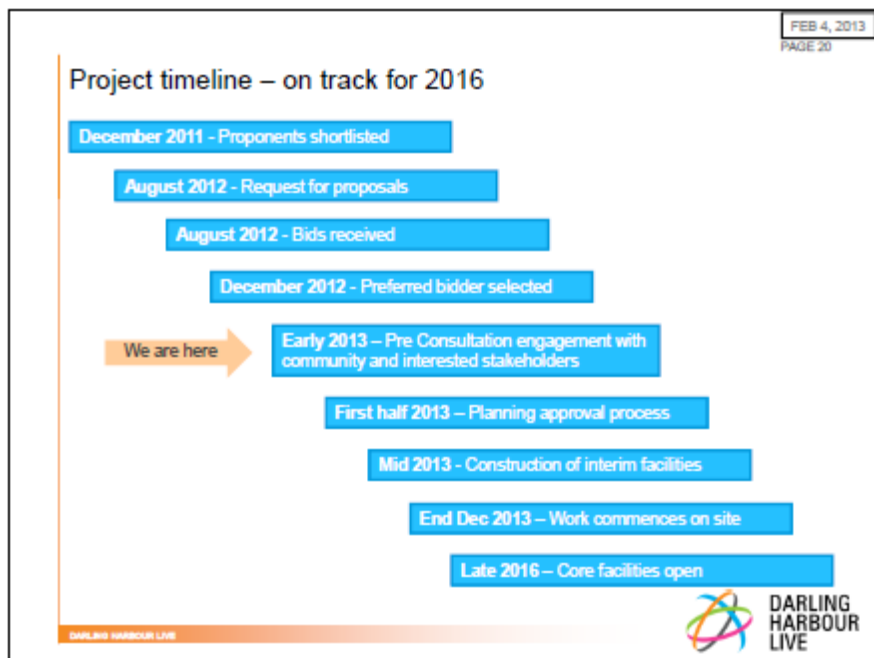 FEB 4, 2013
PAGE 20
Project timeline – on track for 2016
December 2011 - Proponents shortlisted
August 2012 - Request for proposals
August 2012 - Bids received
December 2012 - Preferred bidder selected
We are here
Early 2013 – Pre Consultation engagement with
community and interested stakeholders
First half 2013 – Planning approval process
Mid 2013 - Construction of interim facilities
End Dec 2013 – Work commences on site
Late 2016 – Core facilities open
DARLING HARBOUR LIVE
DARLING
HARBOUR
LIVE